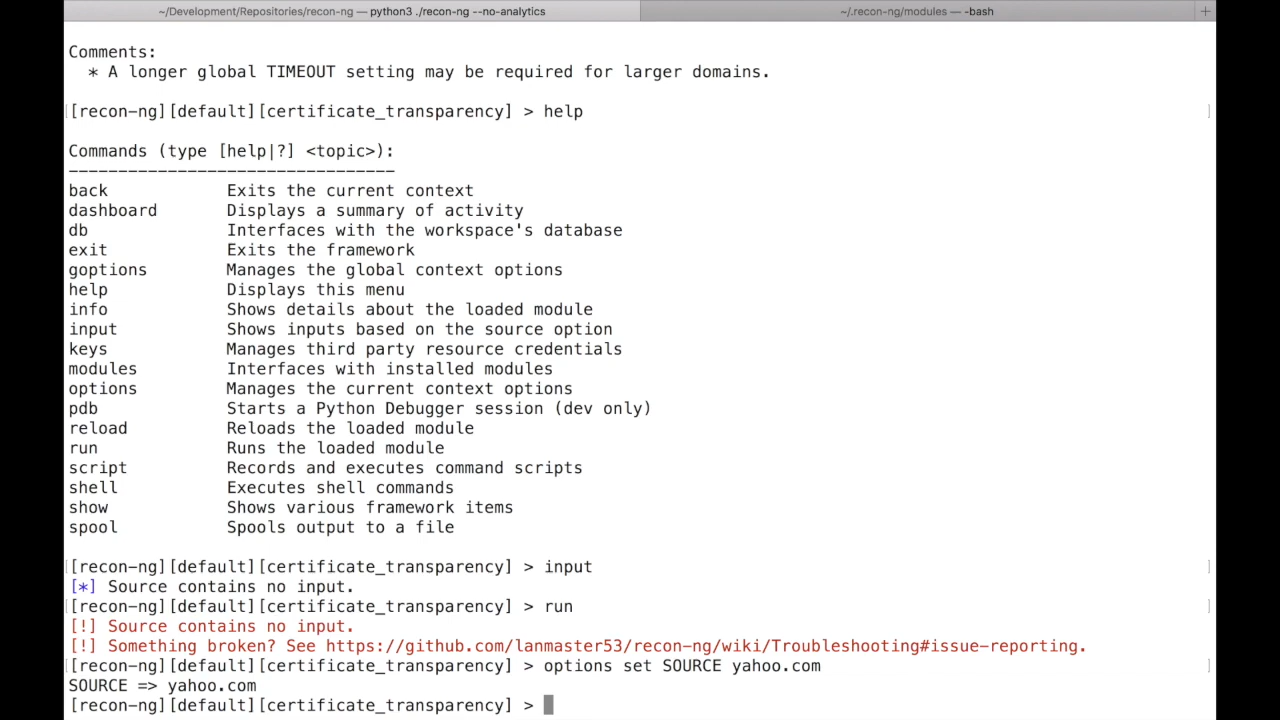 ~/Development/Repositories/recon-ng — python3 ./recon-ng --no-analytics
~/.recon-ng/modules — -bash
+
Comments:
* A longer global TIMEOUT setting may be required for larger domains.
[recon-ng][default][certificate_transparency] > help
Commands (type [help|?] <topic>):
---------------------------------
back            Exits the current context
dashboard       Displays a summary of activity
db              Interfaces with the workspace's database
exit            Exits the framework
goptions        Manages the global context options
help            Displays this menu
info            Shows details about the loaded module
input           Shows inputs based on the source option
keys            Manages third party resource credentials
modules         Interfaces with installed modules
options         Manages the current context options
pdb             Starts a Python Debugger session (dev only)
reload          Reloads the loaded module
run             Runs the loaded module
script          Records and executes command scripts
shell           Executes shell commands
show            Shows various framework items
spool           Spools output to a file
[recon-ng][default][certificate_transparency] > input
[*] Source contains no input.
[recon-ng][default][certificate_transparency] > run
[!] Source contains no input.
[!] Something broken? See https://github.com/lanmaster53/recon-ng/wiki/Troubleshooting#issue-reporting.
[recon-ng][default][certificate_transparency] > options set SOURCE yahoo.com
SOURCE => yahoo.com
[recon-ng][default][certificate_transparency] >